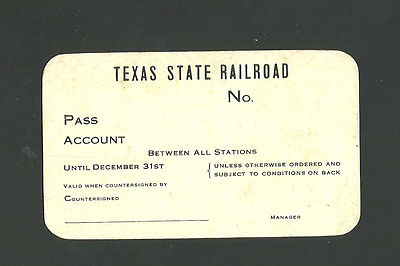 TEXAS STATE RAILROAD
No.
PASS
ACCOUNT
BETWEEN ALL STATIONS
UNTIL DECEMBER 31ST { UNLESS OTHERWISE ORDERED AND
SUBJECT TO CONDITIONS ON BACK
VALID WHEN COUNTERSIGNED BY
COUNTERSIGNED
MANAGER